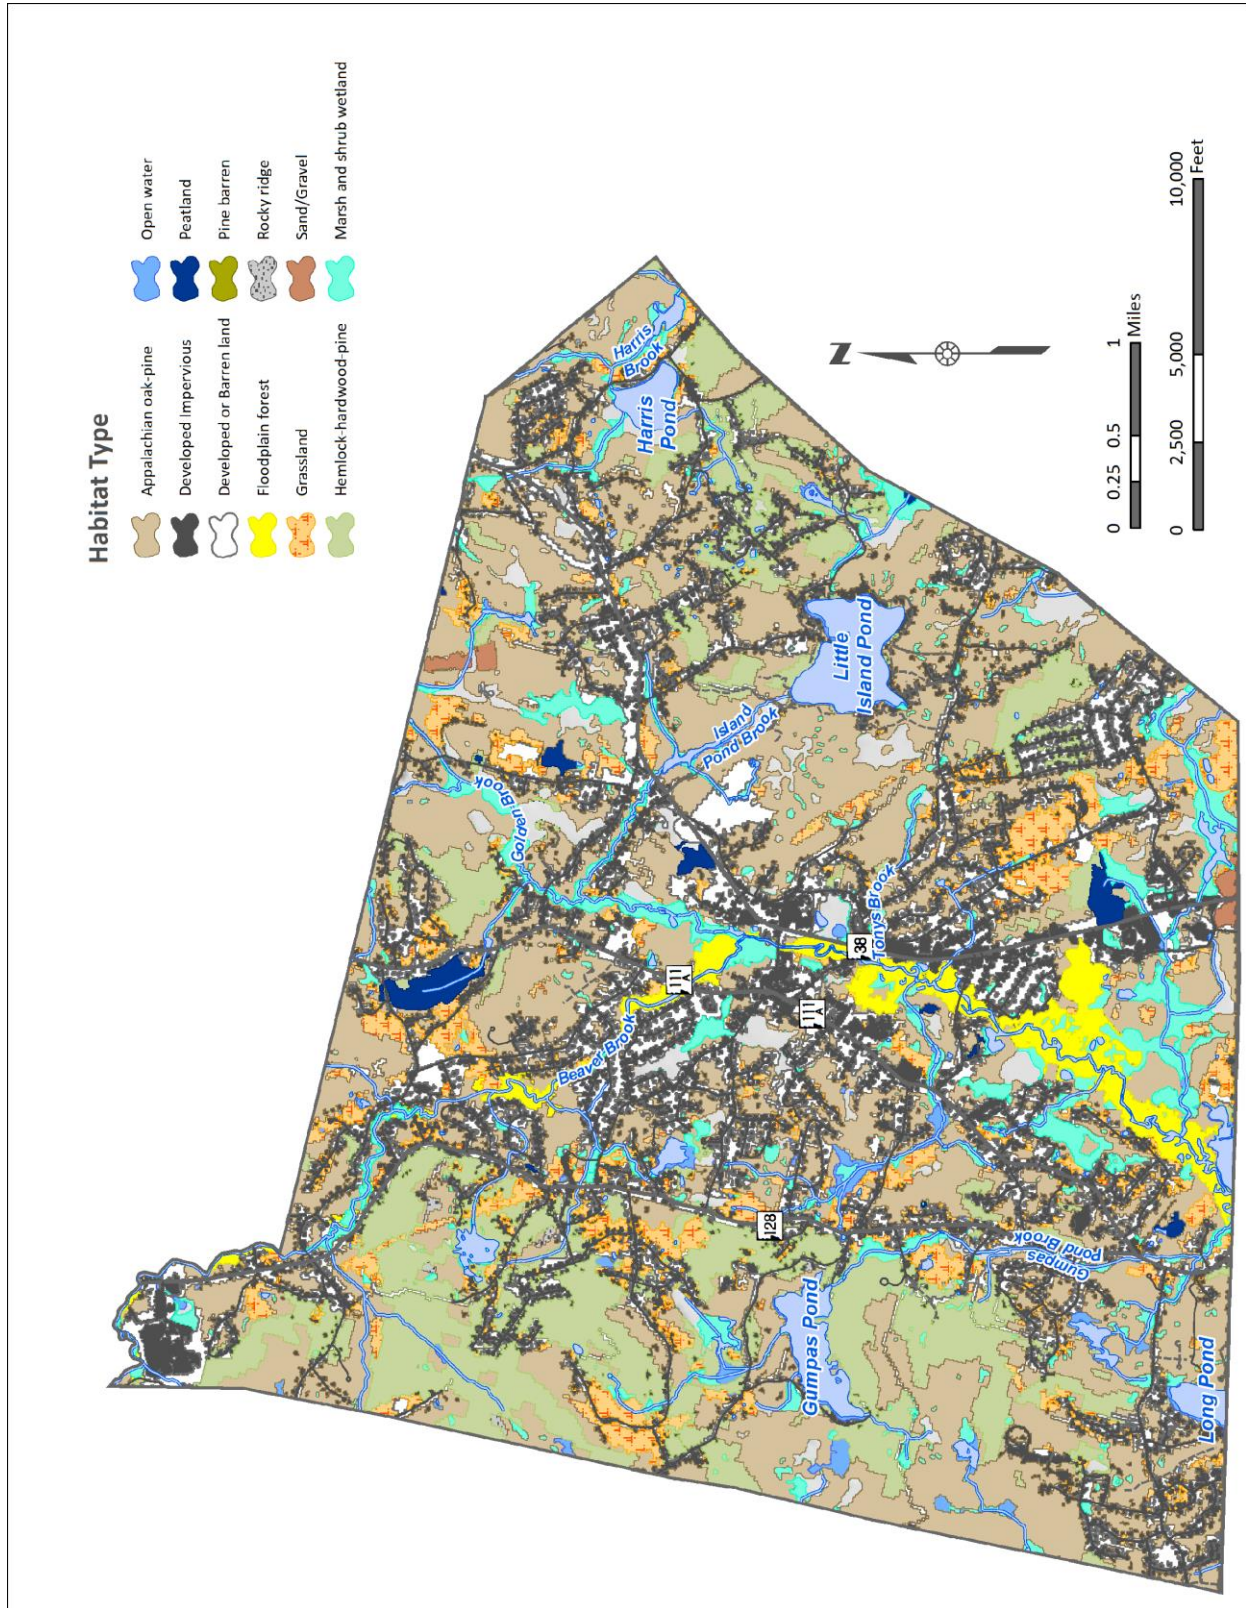 Habitat Type
Appalachian oak-pine
Developed Impervious
Developed or Barren land
Floodplain forest
Grassland
Hemlock-hardwood-pine
Open water
Peatland
Pine barren
Rocky ridge
Sand/Gravel
Marsh and shrub wetland
Harris
Brook
Harris
Pond
Golden Brook
Island
Pond Brook
Little
Island Pond
Beaver Brook
111
A
111
A
38
Tonys Brook
128
Gumpas Pond
Gumpas
Pond Brook
Long Pond
N
0 0.25 0.5 1
Miles
0 2,500 5,000 10,000
Feet